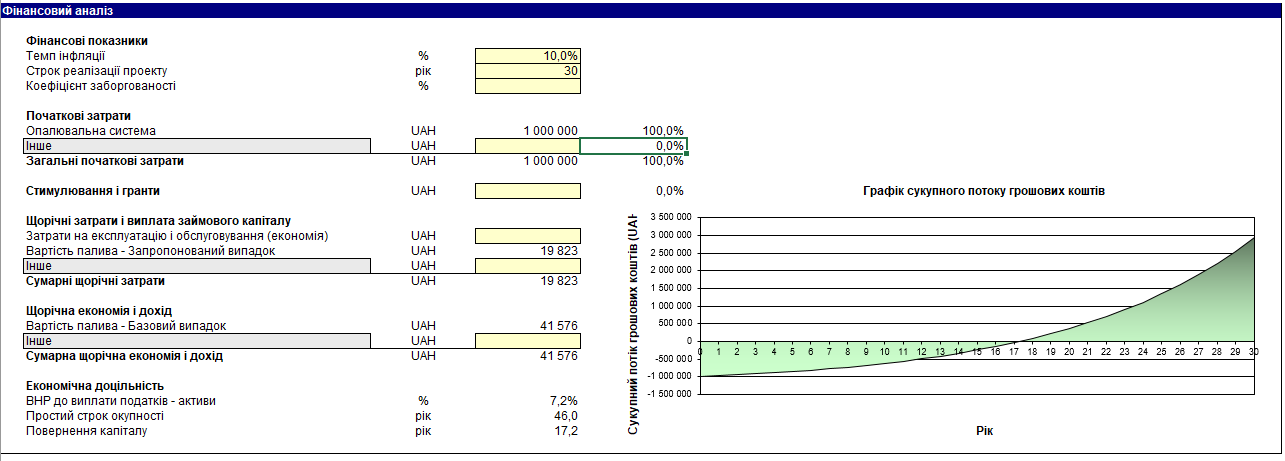 Фінансовий аналіз
Фінансові показники
Темп інфляції % 10,0%
Строк реалізації проекту рік 30
Коефіцієнт заборгованості %
Початкові затрати
Опалювальна система UAH 1 000 000 100,0%
Інше UAH 0,0%
Загальні початкові затрати UAH 1 000 000 100,0%
Стимулювання і гранти UAH 0,0%
Щорічні затрати і виплата займового капіталу
Затрати на експлуатацію і обслуговування (економія) UAH
Вартість палива - Запропонований випадок UAH 19 823
Інше UAH
Сумарні щорічні затрати UAH 19 823
Щорічна економія і дохід
Вартість палива - Базовий випадок UAH 41 576
Інше UAH
Сумарна щорічна економія і дохід UAH 41 576
Економічна доцільність
ВНР до виплати податків - активи % 7,2%
Простий строк окупності рік 46,0
Повернення капіталу рік 17,2
Графік сукупного потоку грошових коштів
Сукупний потік грошових коштів (UAH
3 500 000
3 000 000
2 500 000
2 000 000
1 500 000
1 000 000
500 000
0
-500 000
-1 000 000
-1 500 000
0 1 2 3 4 5 6 7 8 9 10 11 12 13 14 15 16 17 18 19 20 21 22 23 24 25 26 27 28 29 30
Рік